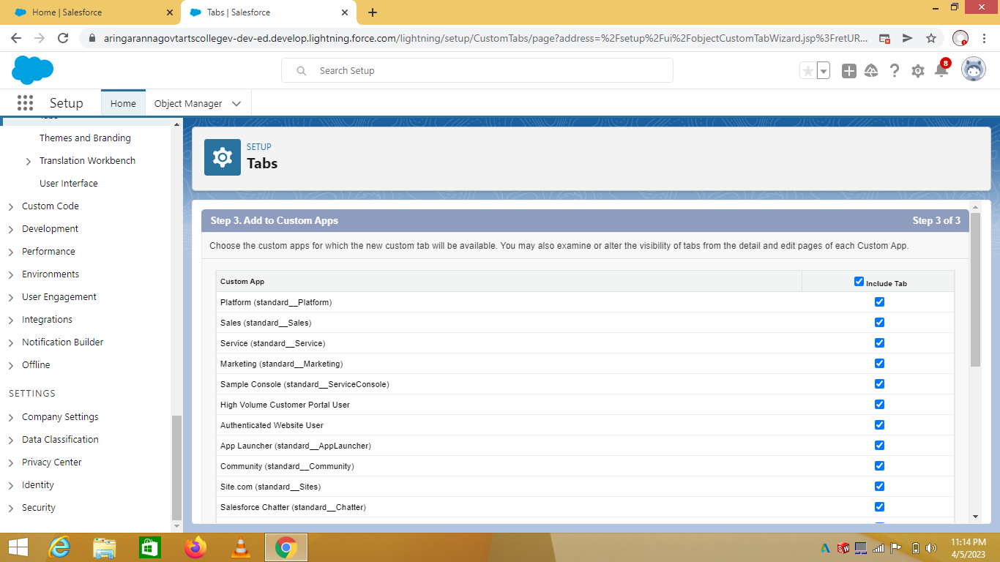 Home | Salesforce
Tabs | Salesforce
aringarannagovtartscollegev-dev-ed.develop.lightning.force.com/lightning/setup/CustomTabs/page?address=%2Fsetup%2Fui%2FobjectCustomTabWizard.jsp%3FretUR...
Search Setup
8
Setup
Home
Object Manager
Tabs
Themes and Branding
Translation Workbench
User Interface
Custom Code
Development
Performance
Environments
User Engagement
Integrations
Notification Builder
Offline
SETTINGS
Company Settings
Data Classification
Privacy Center
Identity
Security
SETUP
Tabs
Step 3. Add to Custom Apps
Step 3 of 3
Choose the custom apps for which the new custom tab will be available. You may also examine or alter the visibility of tabs from the detail and edit pages of each Custom App.
Custom App
Include Tab
Platform (standard__Platform)
Sales (standard__Sales)
Service (standard__Service)
Marketing (standard__Marketing)
Sample Console (standard__ServiceConsole)
High Volume Customer Portal User
Authenticated Website User
App Launcher (standard__AppLauncher)
Community (standard__Community)
Site.com (standard__Sites)
Salesforce Chatter (standard__Chatter)
11:14 PM
4/5/2023